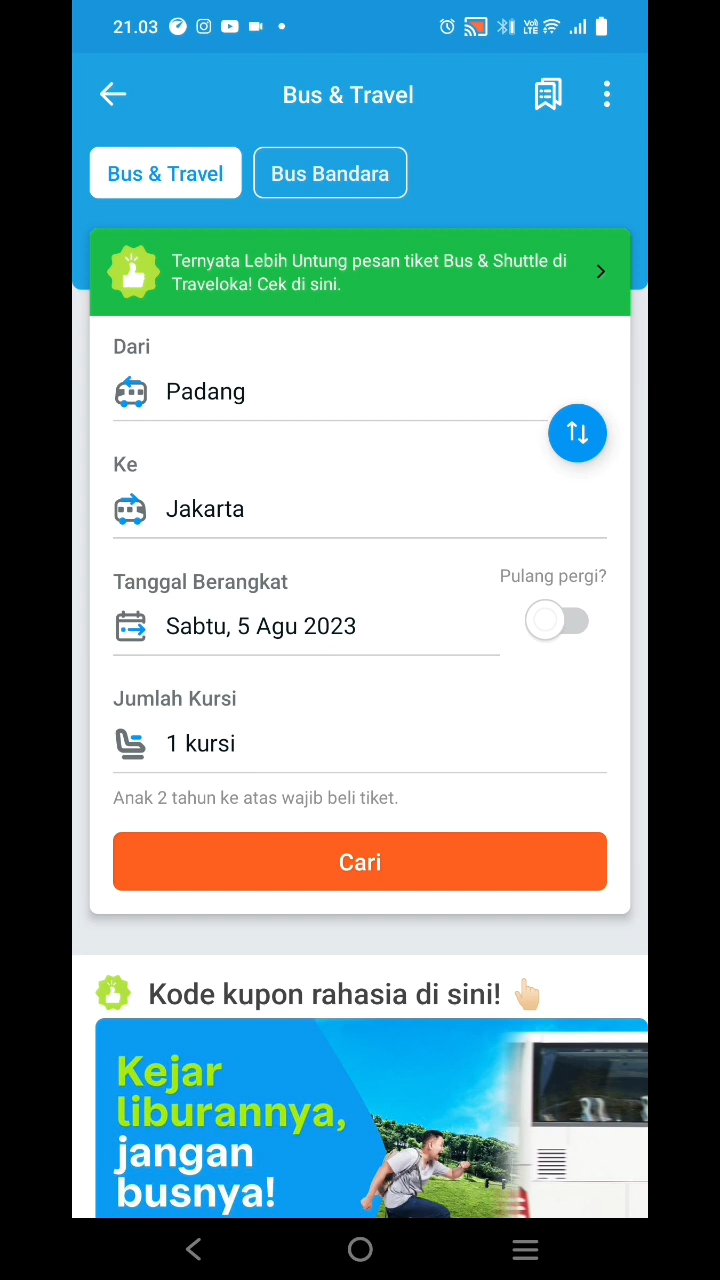 21.03
Vo))
LTE
Bus & Travel
Bus & Travel
Bus Bandara
Ternyata Lebih Untung pesan tiket Bus & Shuttle di
Traveloka! Cek di sini.
Dari
Padang
Ke
Jakarta
Tanggal Berangkat
Pulang pergi?
Sabtu, 5 Agu 2023
Jumlah Kursi
1 kursi
Anak 2 tahun ke atas wajib beli tiket.
Cari
Kode kupon rahasia di sini! 👆🏻
Kejar
liburannya,
jangan
busnya!